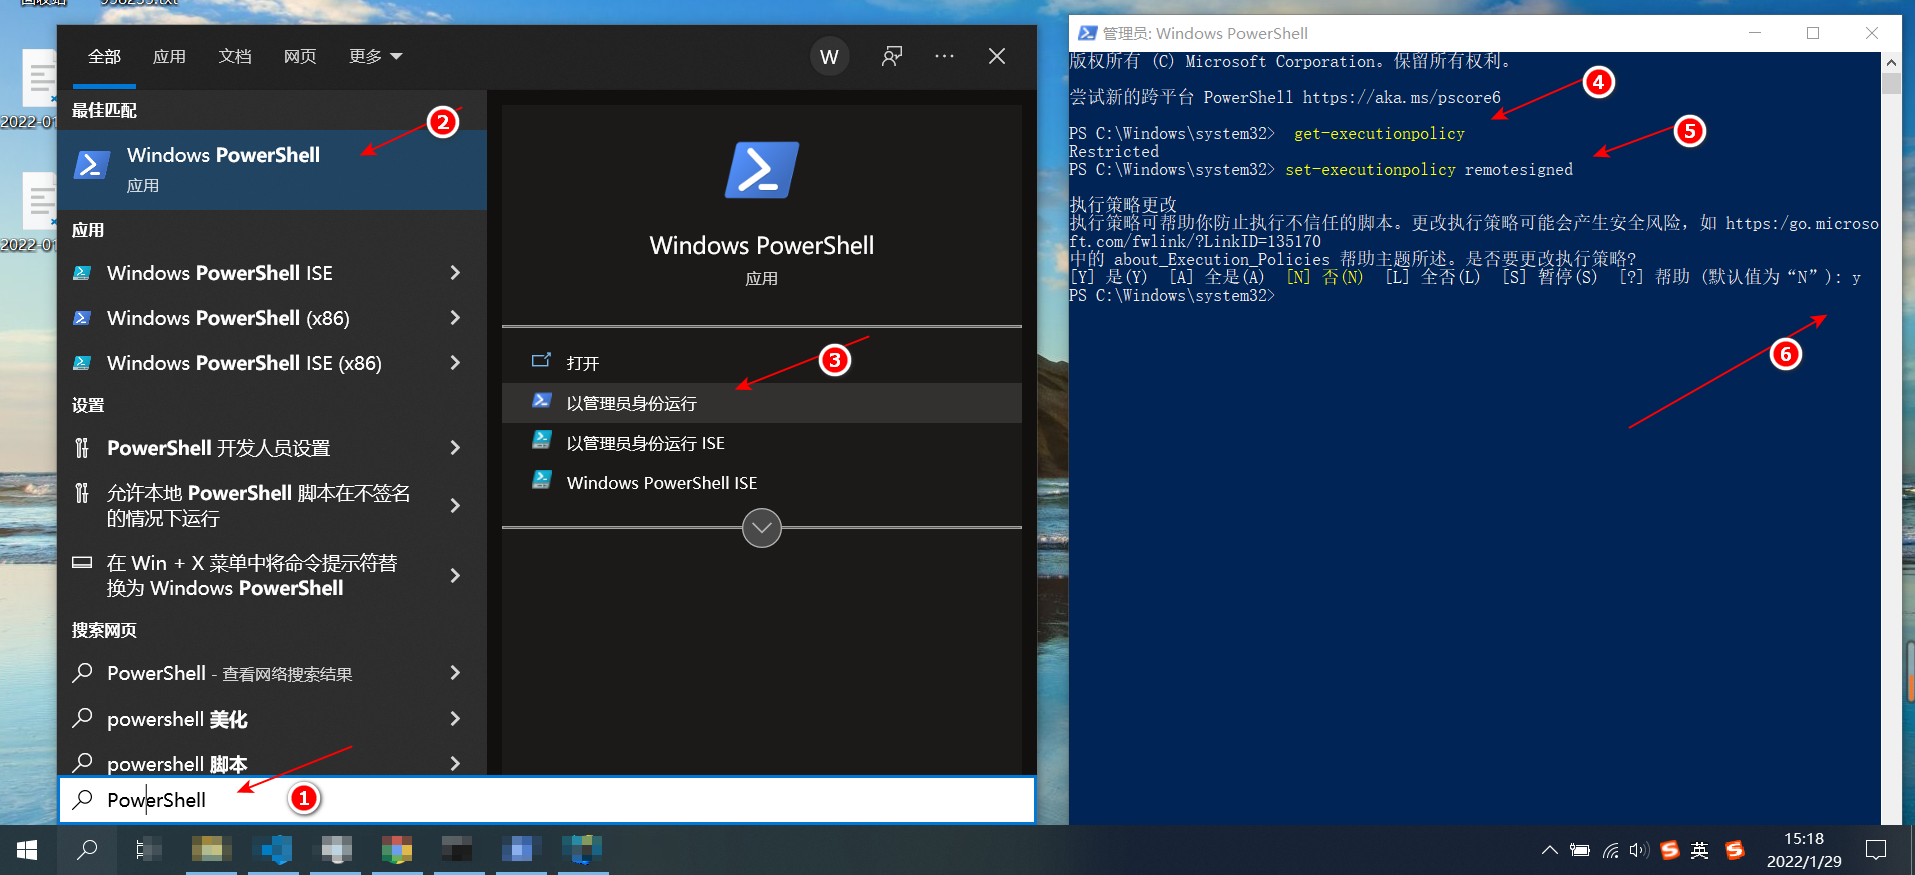 全部
应用
文档
网页
更多
W
最佳匹配
Windows PowerShell
应用
应用
Windows PowerShell ISE
Windows PowerShell (x86)
Windows PowerShell ISE (x86)
设置
PowerShell 开发人员设置
允许本地 PowerShell 脚本在不签名
的情况下运行
在 Win + X 菜单中将命令提示符替
换为 Windows PowerShell
搜索网页
PowerShell - 查看网络搜索结果
powershell 美化
powershell 脚本
PowerShell
Windows PowerShell
应用
打开
以管理员身份运行
以管理员身份运行 ISE
Windows PowerShell ISE
1
2
3
管理员: Windows PowerShell
版权所有 (C) Microsoft Corporation。保留所有权利。
尝试新的跨平台 PowerShell https://aka.ms/pscore6
PS C:\Windows\system32>  get-executionpolicy
Restricted
PS C:\Windows\system32> set-executionpolicy remotesigned
执行策略更改
执行策略可帮助你防止执行不信任的脚本。更改执行策略可能会产生安全风险，如 https:/go.microso
ft.com/fwlink/?LinkID=135170
中的 about_Execution_Policies 帮助主题所述。是否要更改执行策略?
[Y] 是(Y)  [A] 全是(A)  [N] 否(N)  [L] 全否(L)  [S] 暂停(S)  [?] 帮助 (默认值为“N”): y
PS C:\Windows\system32>
4
5
6
2022-01
2022-01
英
15:18
2022/1/29